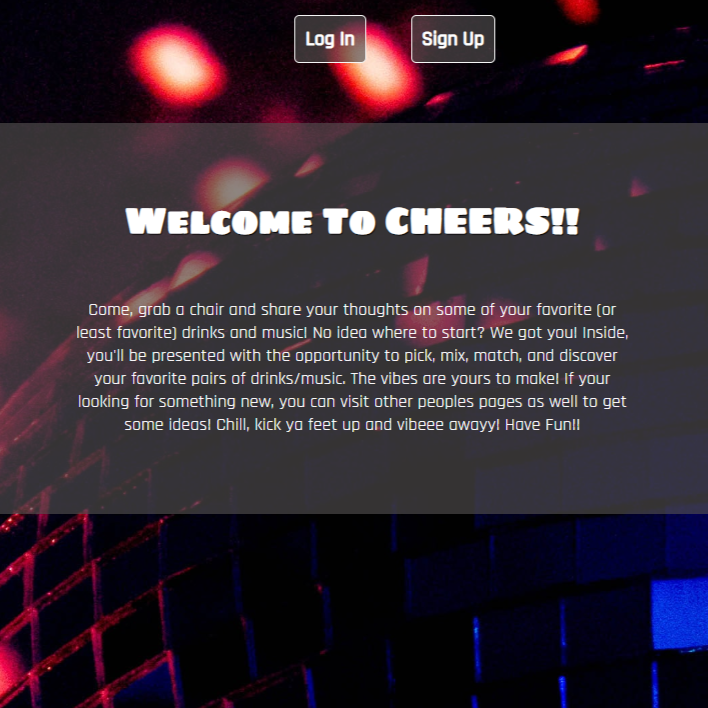 Log In
Sign Up
Welcome To CHEERS!!
Come, grab a chair and share your thoughts on some of your favorite (or
least favorite) drinks and music! No idea where to start? We got you! Inside,
you'll be presented with the opportunity to pick, mix, match, and discover
your favorite pairs of drinks/music. The vibes are yours to make! If your
looking for something new, you can visit other peoples pages as well to get
some ideas! Chill, kick ya feet up and vibeee awayy! Have Fun!!